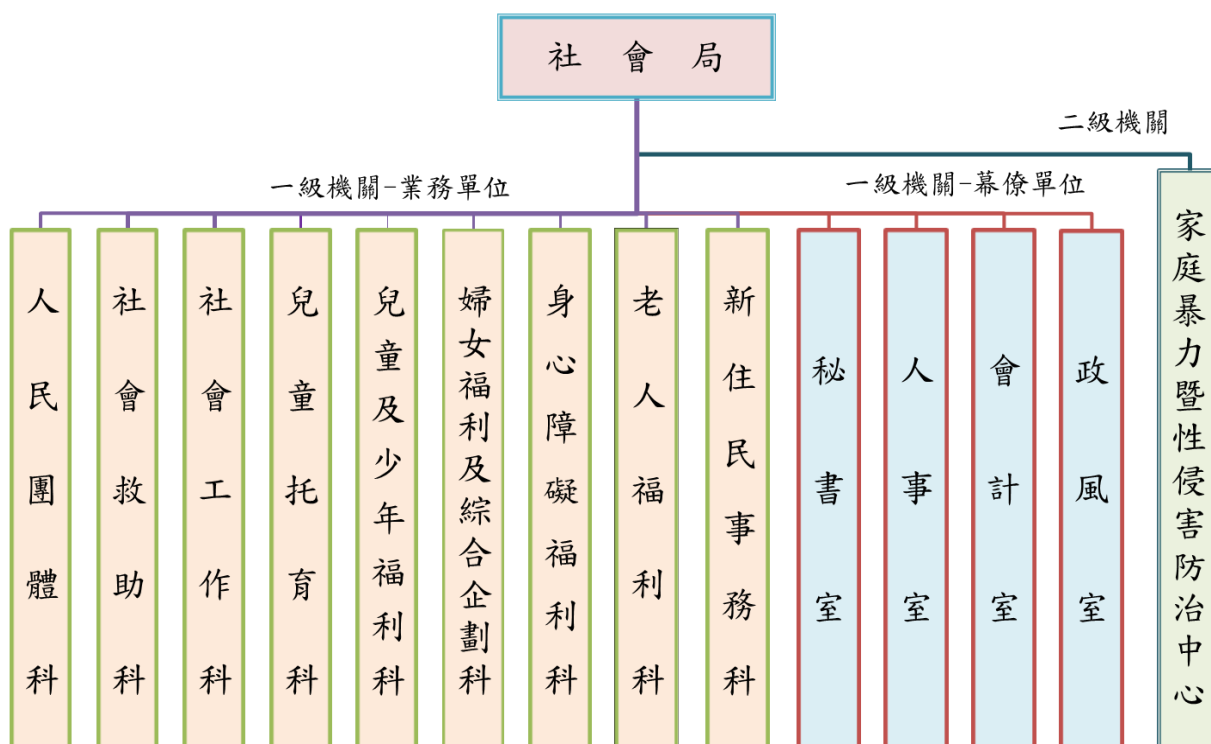 社會局
二級機關
一級機關-業務單位
一級機關-幕僚單位
人民團體科
社會救助科
社會工作科
兒童托育科
兒童及少年福利科
婦女福利及綜合企劃科
身心障礙福利科
老人福利科
新住民事務科
秘書室
人事室
會計室
政風室
家庭暴力暨性侵害防治中心